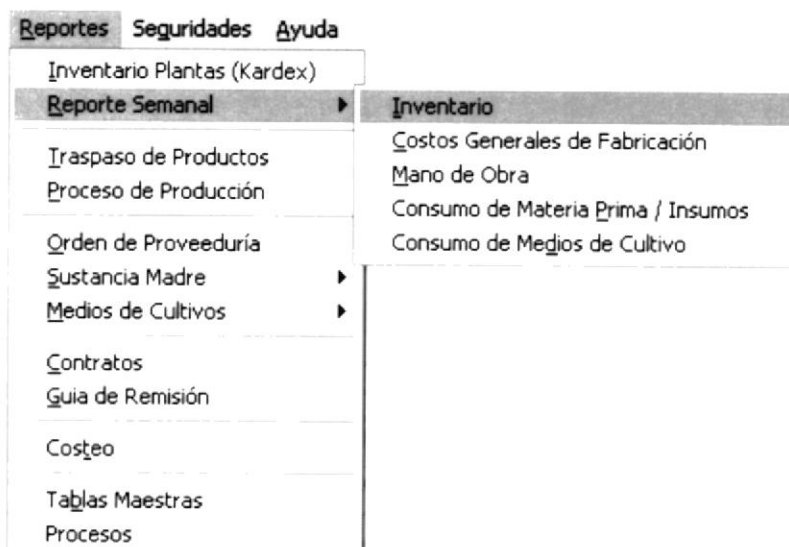 Reportes Seguridades Ayuda
Inventario Plantas (Kardex)
Reporte Semanal
Traspaso de Productos
Proceso de Producción
Orden de Proveeduría
Sustancia Madre
Medios de Cultivos
Contratos
Guia de Remisión
Costeo
Tablas Maestras
Procesos
Inventario
Costos Generales de Fabricación
Mano de Obra
Consumo de Materia Prima / Insumos
Consumo de Medios de Cultivo